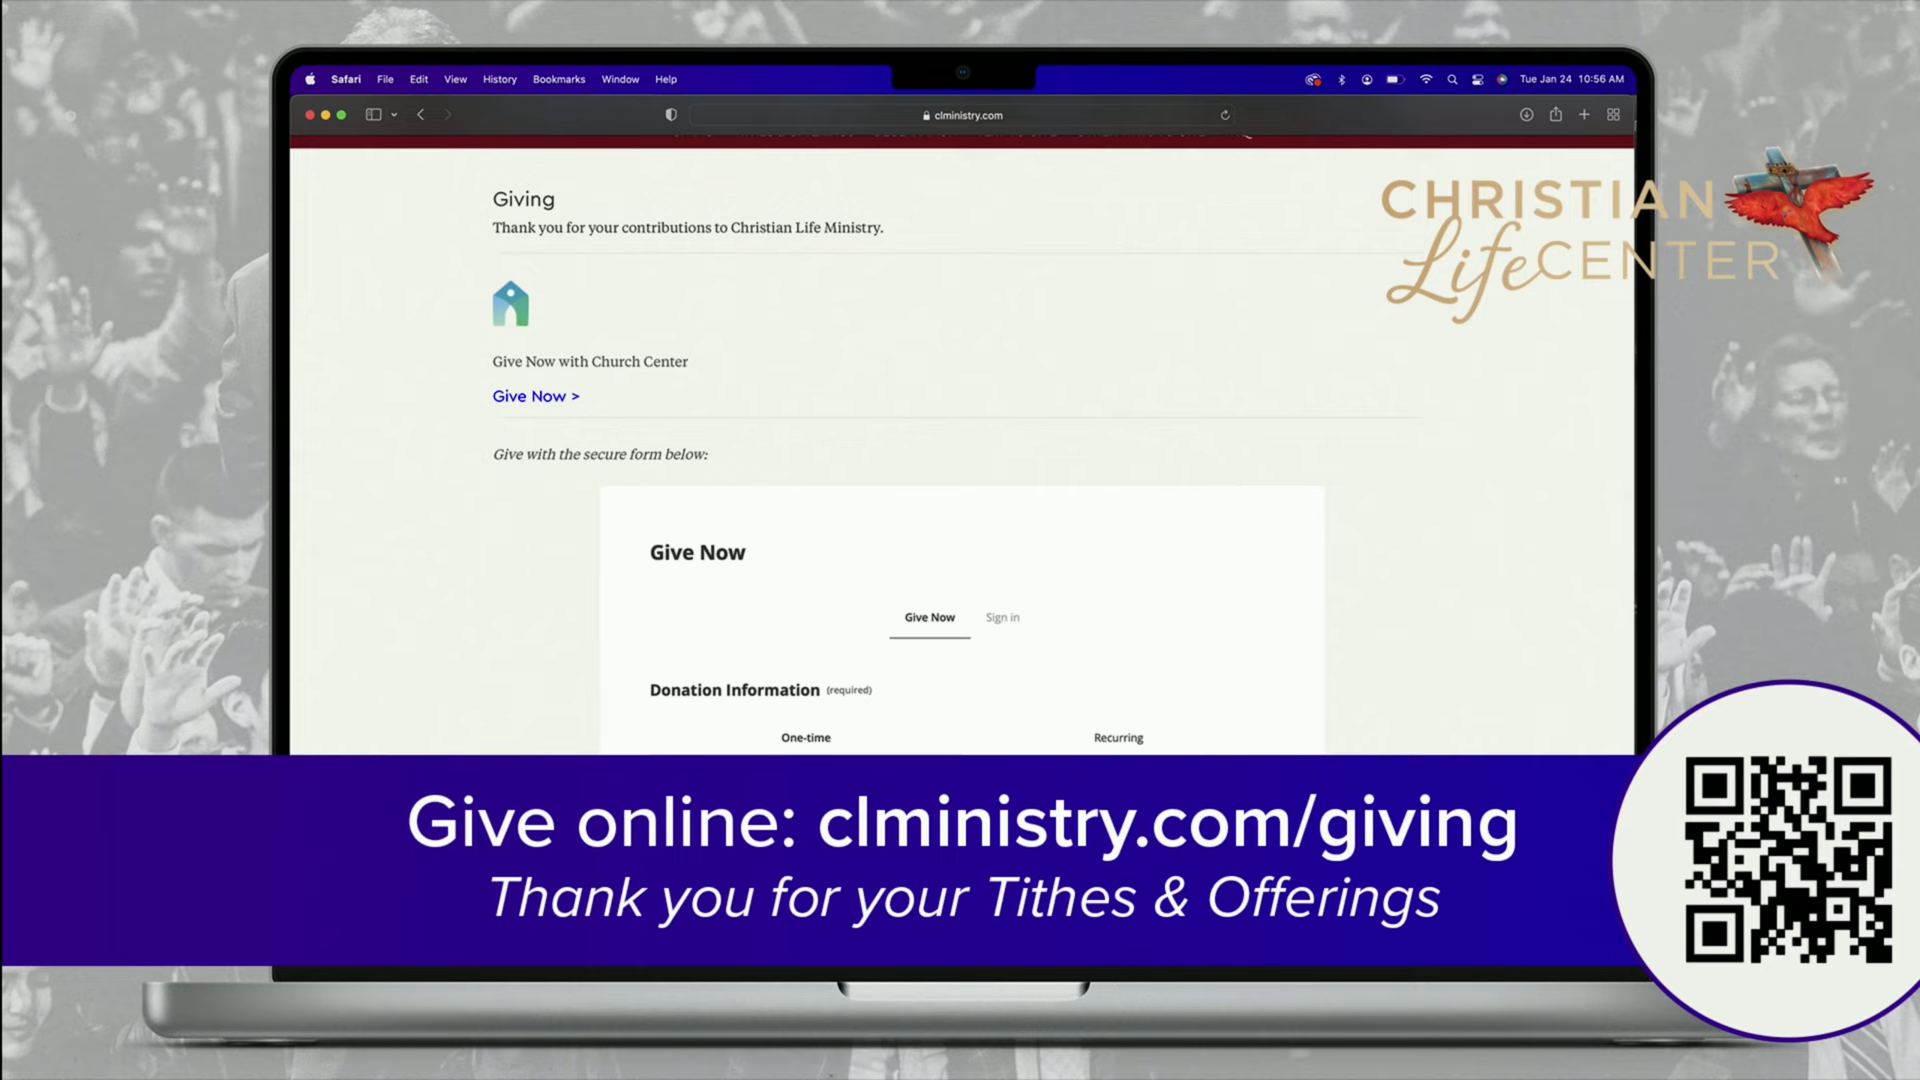 Safari File Edit View History Bookmarks Window Help
Tue Jan 24 10:56 AM
clministry.com
CHRISTIAN
Life CENTER
Giving
Thank you for your contributions to Christian Life Ministry.
Give Now with Church Center
Give Now >
Give with the secure form below:
Give Now
Give Now Sign in
Donation Information (required)
One-time Recurring
Give online: clministry.com/giving
Thank you for your Tithes & Offerings